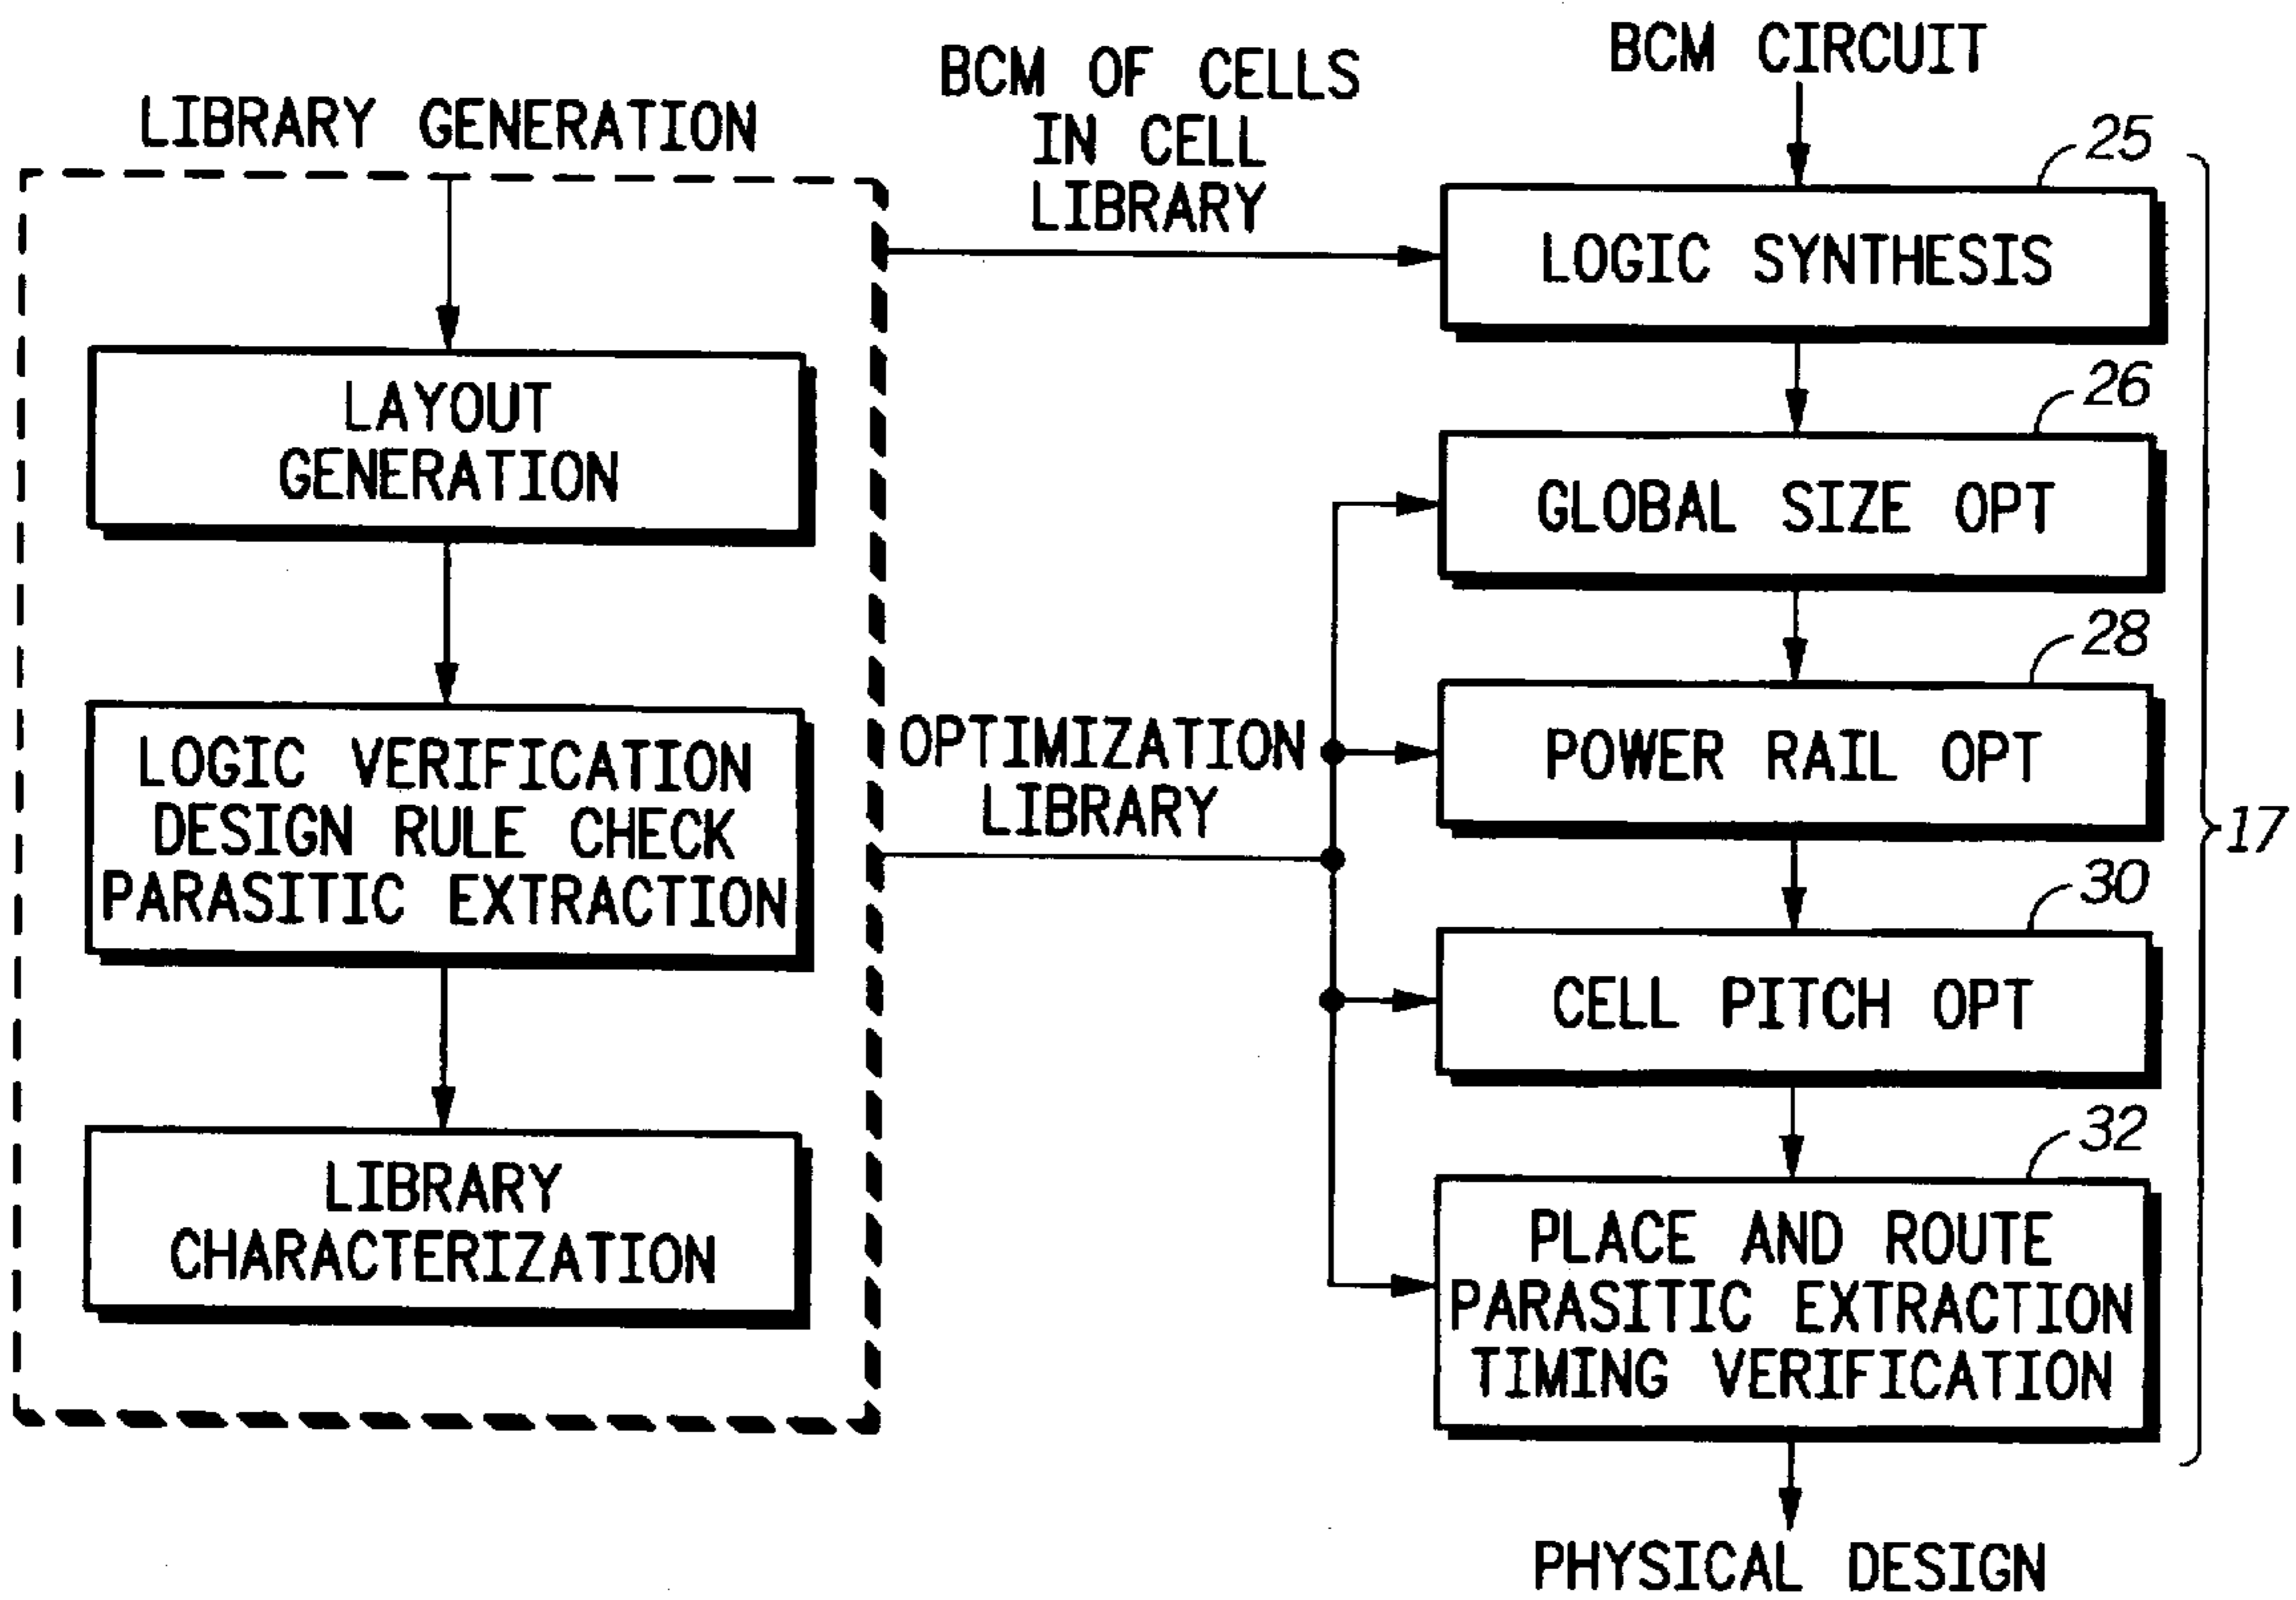 LIBRARY GENERATION
LAYOUT
GENERATION
LOGIC VERIFICATION
DESIGN RULE CHECK
PARASITIC EXTRACTION
LIBRARY
CHARACTERIZATION
BCM OF CELLS
IN CELL
LIBRARY
OPTIMIZATION
LIBRARY
BCM CIRCUIT
25
LOGIC SYNTHESIS
26
GLOBAL SIZE OPT
28
POWER RAIL OPT
17
30
CELL PITCH OPT
32
PLACE AND ROUTE
PARASITIC EXTRACTION
TIMING VERIFICATION
PHYSICAL DESIGN